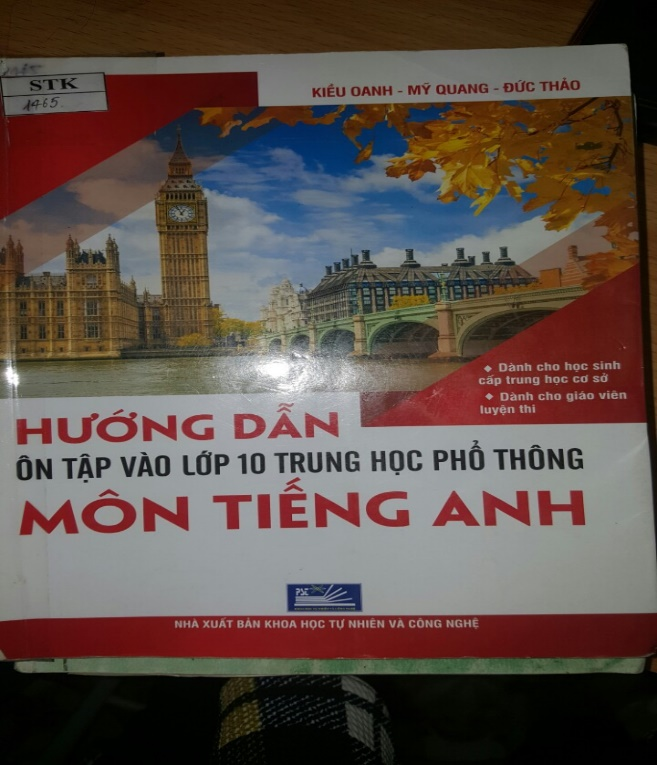 STK
1465.
KIỀU OANH - MỸ QUANG - ĐỨC THẢO
◆ Dành cho học sinh
cấp trung học cơ sở
◆ Dành cho giáo viên
luyện thi
HƯỚNG DẪN
ÔN TẬP VÀO LỚP 10 TRUNG HỌC PHỔ THÔNG
MÔN TIẾNG ANH
NHÀ XUẤT BẢN KHOA HỌC TỰ NHIÊN VÀ CÔNG NGHỆ